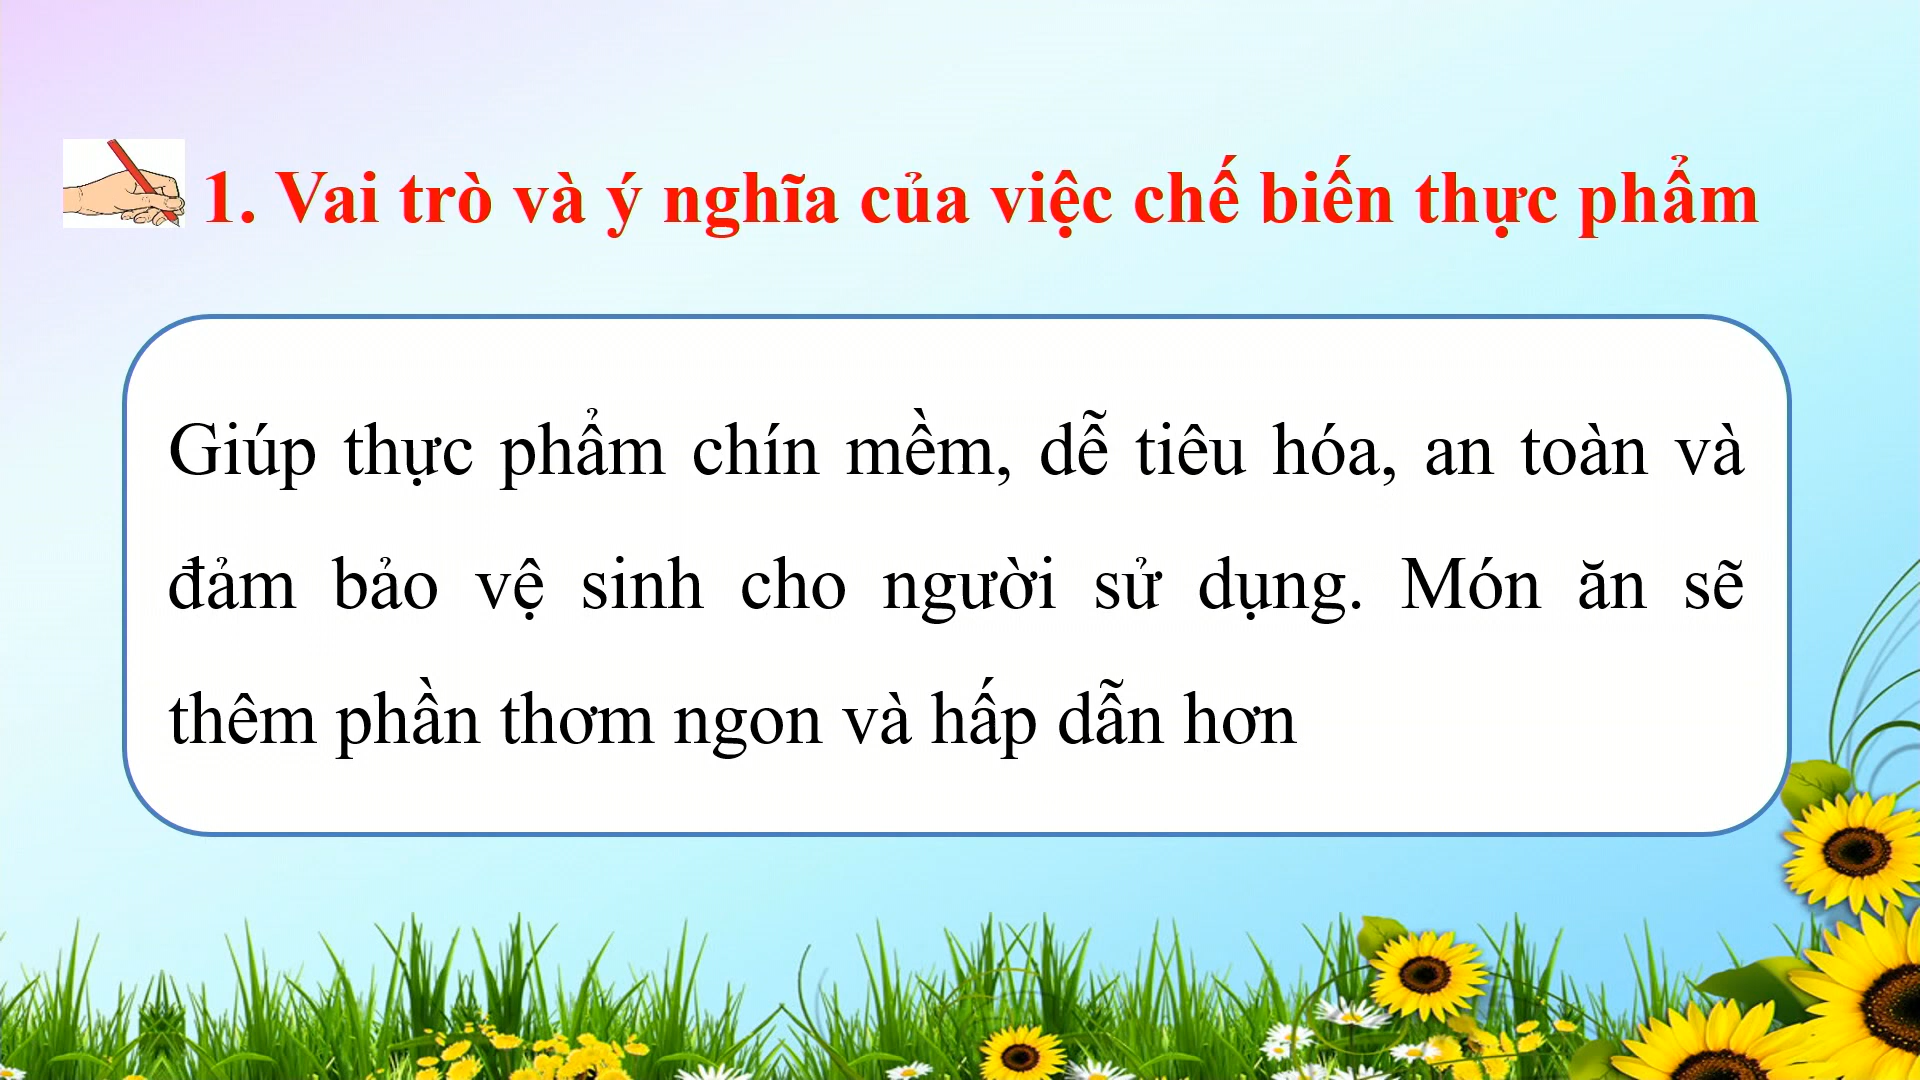 1. Vai trò và ý nghĩa của việc chế biến thực phẩm
Giúp thực phẩm chín mềm, dễ tiêu hóa, an toàn và
đảm bảo vệ sinh cho người sử dụng. Món ăn sẽ
thêm phần thơm ngon và hấp dẫn hơn